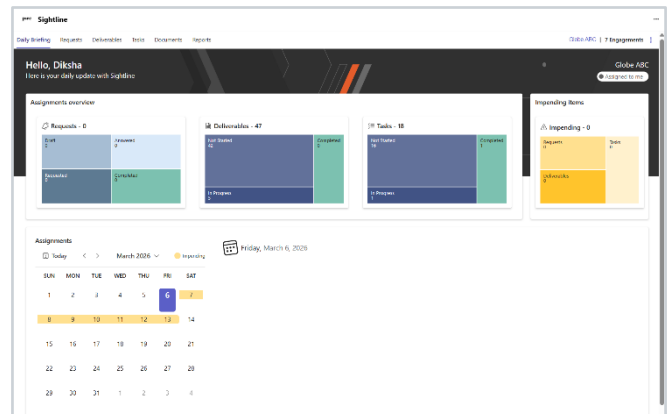 pwc Sightline
Daily Briefing Requests Deliverables Tasks Documents Reports Globe ABC | 7 Engagements
Hello, Diksha
Here is your daily update with Sightline
Globe ABC
Assigned to me
Assignments overview
Requests - 0
Draft
Answered
0
Requested
Completed
Deliverables - 47
Not Started
42
Completed
In Progress
5
Tasks - 18
Not Started
16
Completed
1
In Progress
1
Impending Items
Impending - 0
Requests
0
Tasks
0
Deliverables
0
Assignments
Today March 2026 Impending
SUN MON TUE WED THU FRI SAT
1 2 3 4 5 6 7
8 9 10 11 12 13 14
15 16 17 18 19 20 21
22 23 24 25 26 27 28
29 30 31 1 2 3 4
Friday, March 6, 2026